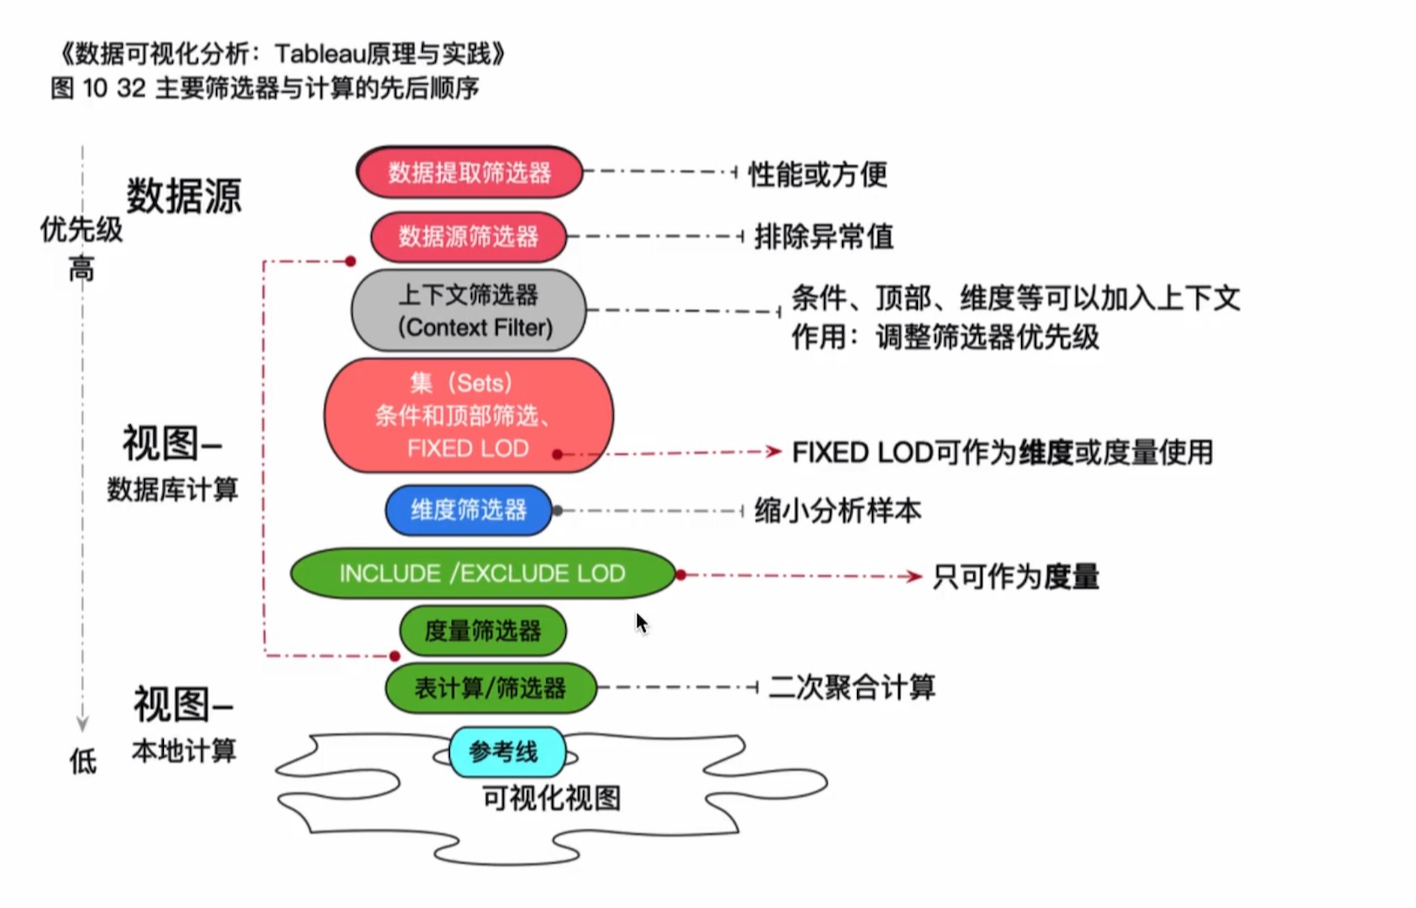 《数据可视化分析：Tableau原理与实践》
图 10 32 主要筛选器与计算的先后顺序
数据源
优先级
高
数据提取筛选器
性能或方便
数据源筛选器
排除异常值
上下文筛选器
（Context Filter)
条件、顶部、维度等可以加入上下文
作用：调整筛选器优先级
集（Sets）
条件和顶部筛选、
FIXED LOD
FIXED LOD可作为维度或度量使用
视图–
数据库计算
维度筛选器
缩小分析样本
INCLUDE /EXCLUDE LOD
只可作为度量
度量筛选器
表计算/筛选器
二次聚合计算
视图–
本地计算
低
参考线
可视化视图